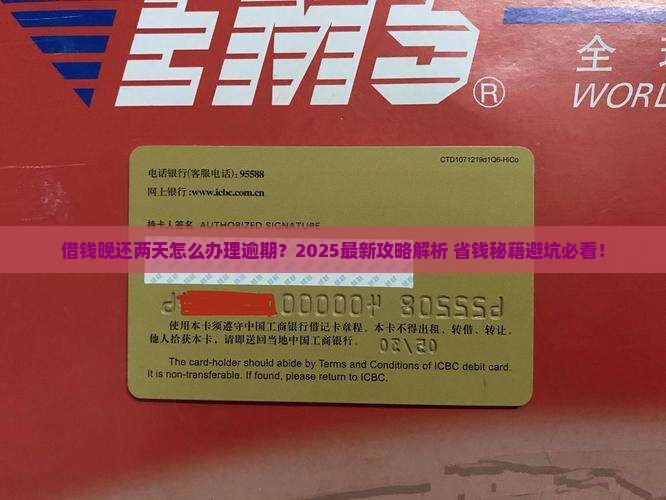 EMS®
全
WORL
CTD1071219d1Q6-HiCo
电话银行(客服电话): 95588
网上银行:www.icbc.com.cn
持卡人签名 AUTHORIZED SIGNATURE
借钱晚还两天怎么办理逾期？2025最新攻略解析 省钱秘籍避坑必看！
使用本卡须遵守中国工商银行借记卡章程。本卡不得出租、转借、转让。
他人拾获本卡，请即送回当地中国工商银行。
The card-holder should abide by Terms and Conditions of ICBC debit card.
It is non-transferable. If found, please return to ICBC.